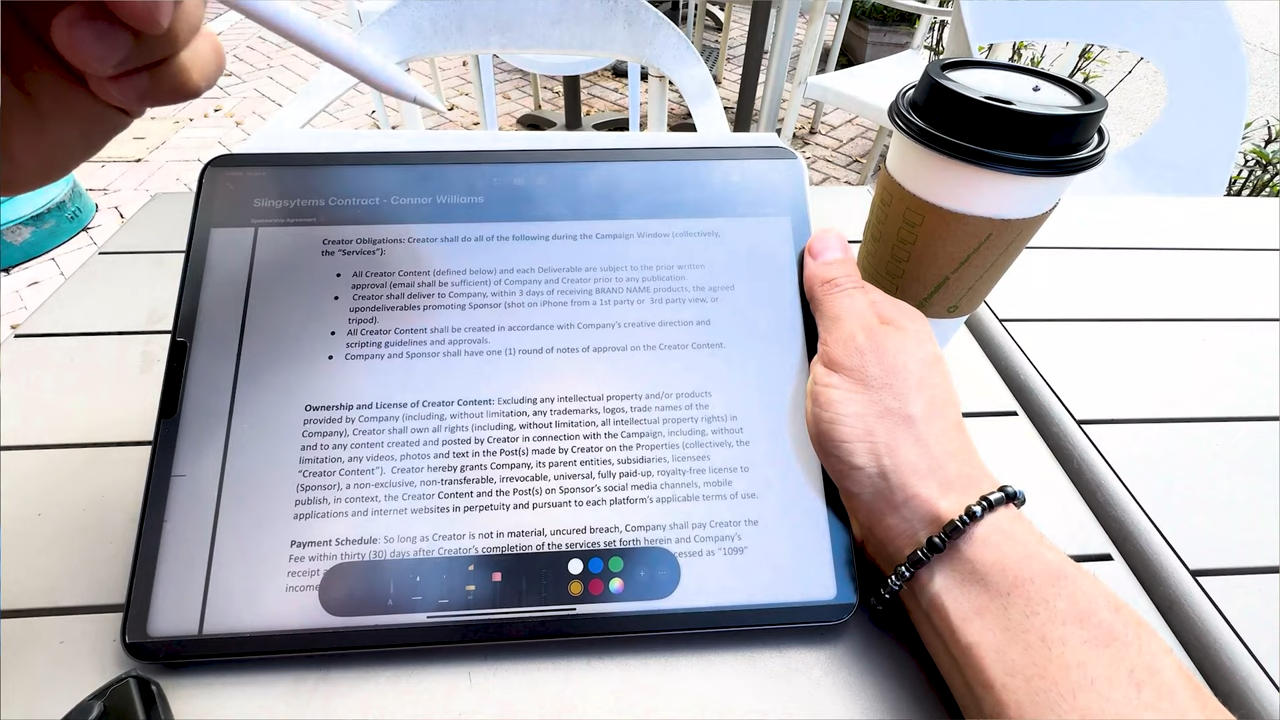 Slingsytems Contract - Connor Williams
Sponsorship Agreement
Creator Obligations: Creator shall do all of the following during the Campaign Window (collectively,
the “Services”):
● All Creator Content (defined below) and each Deliverable are subject to the prior written
approval (email shall be sufficient) of Company and Creator prior to any publication.
● Creator shall deliver to Company, within 3 days of receiving BRAND NAME products, the agreed
upondeliverables promoting Sponsor (shot on iPhone from a 1st party or 3rd party view, or
tripod).
● All Creator Content shall be created in accordance with Company’s creative direction and
scripting guidelines and approvals.
● Company and Sponsor shall have one (1) round of notes of approval on the Creator Content.
Ownership and License of Creator Content: Excluding any intellectual property and/or products
provided by Company (including, without limitation, any trademarks, logos, trade names of the
Company), Creator shall own all rights (including, without limitation, all intellectual property rights) in
and to any content created and posted by Creator in connection with the Campaign, including, without
limitation, any videos, photos and text in the Post(s) made by Creator on the Properties (collectively, the
“Creator Content”). Creator hereby grants Company, its parent entities, subsidiaries, licensees
(Sponsor), a non-exclusive, non-transferable, irrevocable, universal, fully paid-up, royalty-free license to
publish, in context, the Creator Content and the Post(s) on Sponsor’s social media channels, mobile
applications and internet websites in perpetuity and pursuant to each platform’s applicable terms of use.
Payment Schedule: So long as Creator is not in material, uncured breach, Company shall pay Creator the
Fee within thirty (30) days after Creator’s completion of the services set forth herein and Company’s
receipt cessed as “1099”
income